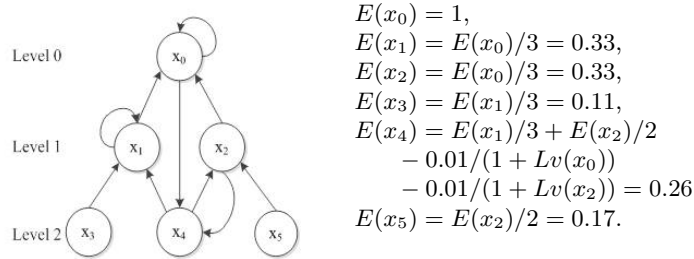 Level 0
x₀
Level 1
x₁
x₂
Level 2
x₃
x₄
x₅
E(x₀) = 1,
E(x₁) = E(x₀)/3 = 0.33,
E(x₂) = E(x₀)/3 = 0.33,
E(x₃) = E(x₁)/3 = 0.11,
E(x₄) = E(x₁)/3 + E(x₂)/2
− 0.01/(1 + Lv(x₀))
− 0.01/(1 + Lv(x₂)) = 0.26
E(x₅) = E(x₂)/2 = 0.17.